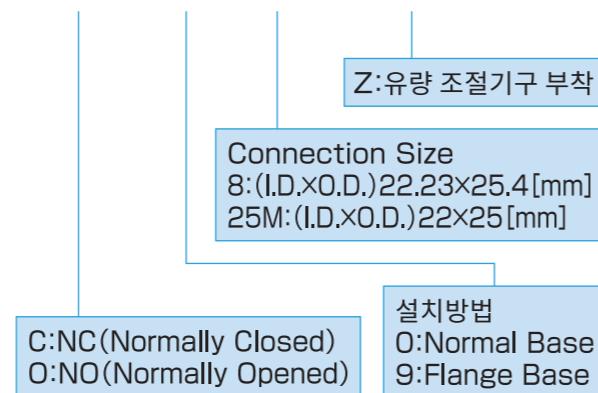 Z:유량 조절기구 부착
Connection Size
8:(I.D.×O.D.)22.23×25.4[mm]
25M:(I.D.×O.D.)22×25[mm]
설치방법
0:Normal Base
9:Flange Base
C:NC(Normally Closed)
O:NO(Normally Opened)